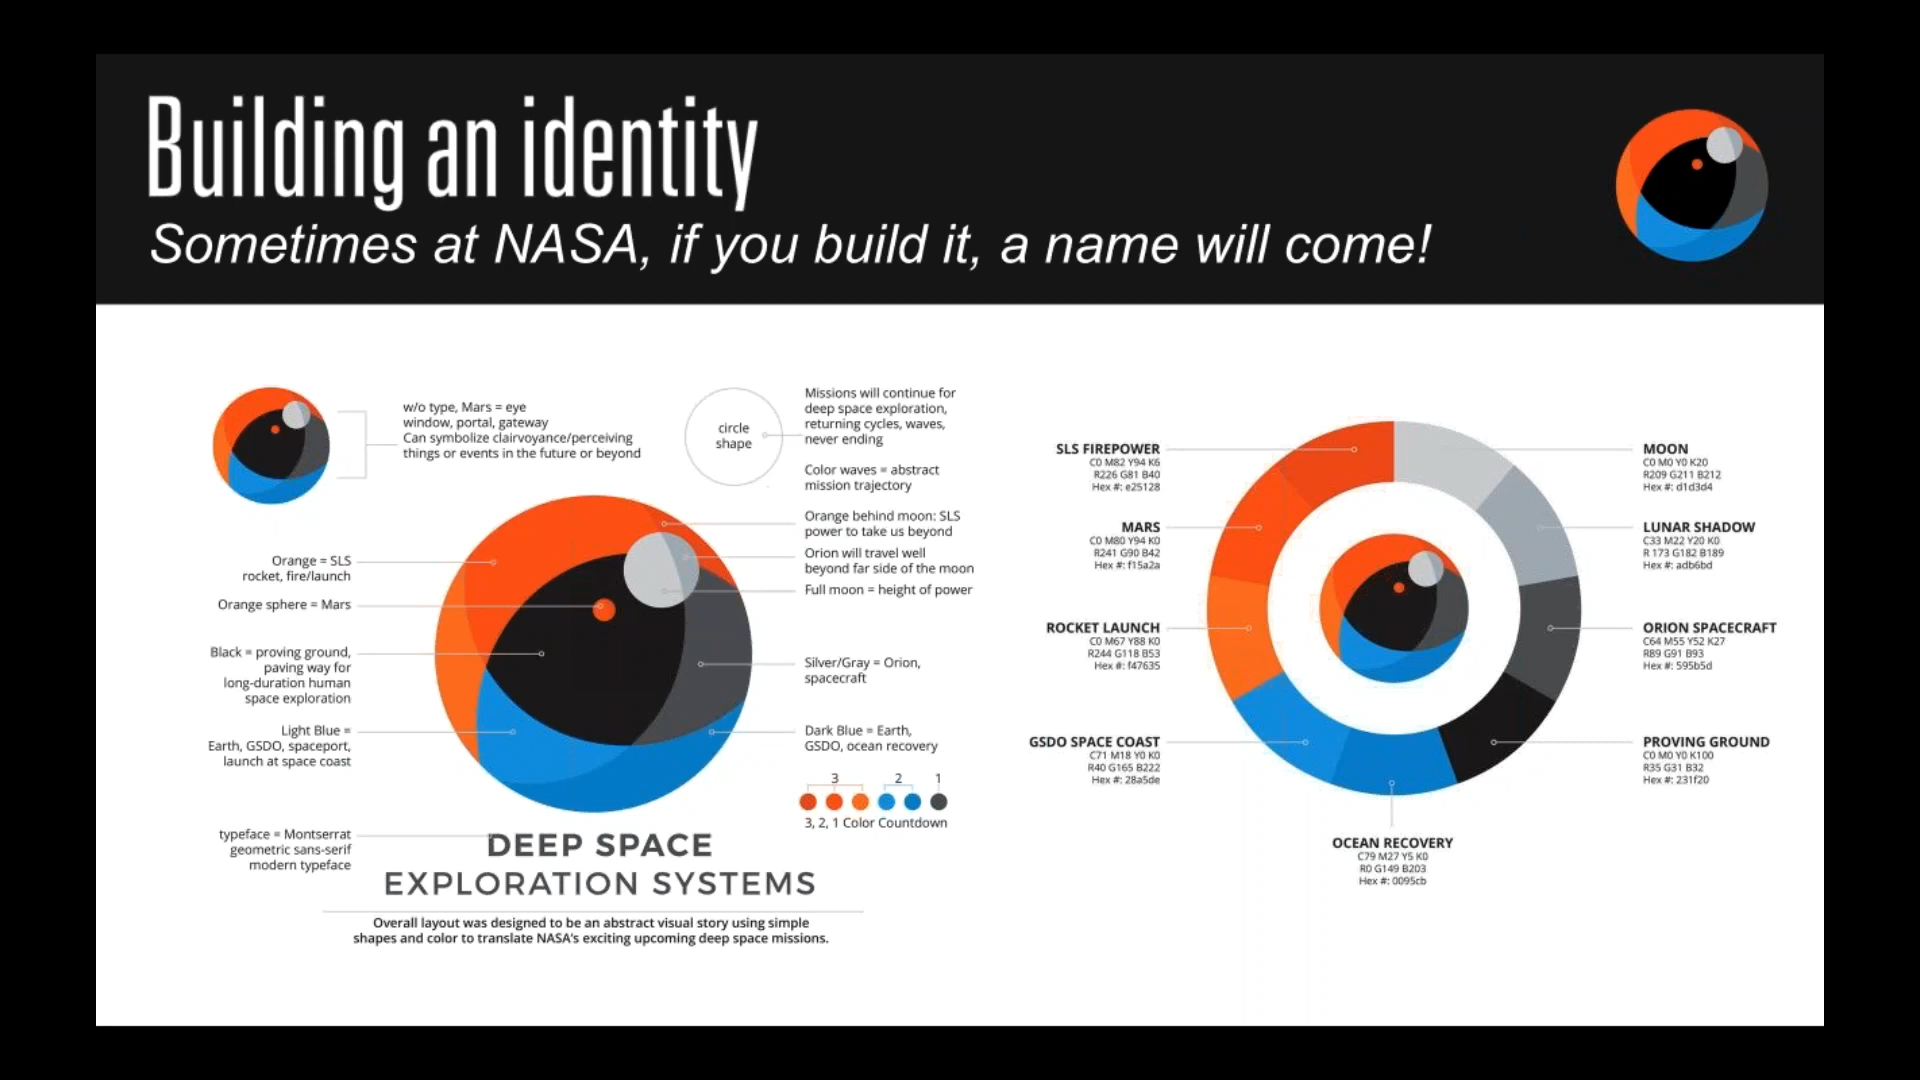 Building an identity
Sometimes at NASA, if you build it, a name will come!
w/o type, Mars = eye
window, portal, gateway
Can symbolize clairvoyance/perceiving
things or events in the future or beyond
circle
shape
Missions will continue for
deep space exploration,
returning cycles, waves,
never ending
Color waves = abstract
mission trajectory
Orange behind moon: SLS
power to take us beyond
Orion will travel well
beyond far side of the moon
Full moon = height of power
Orange = SLS
rocket, fire/launch
Orange sphere = Mars
Black = proving ground,
paving way for
long-duration human
space exploration
Light Blue =
Earth, GSDO, spaceport,
launch at space coast
Silver/Gray = Orion,
spacecraft
Dark Blue = Earth,
GSDO, ocean recovery
3 2 1
3, 2, 1 Color Countdown
typeface = Montserrat
geometric sans-serif
modern typeface
DEEP SPACE
EXPLORATION SYSTEMS
Overall layout was designed to be an abstract visual story using simple
shapes and color to translate NASA's exciting upcoming deep space missions.
SLS FIREPOWER
C0 M82 Y94 K6
R226 G81 B40
Hex #: e25128
MARS
C0 M80 Y94 K0
R241 G90 B42
Hex #: f15a2a
ROCKET LAUNCH
C0 M67 Y88 K0
R244 G118 B53
Hex #: f47635
GSDO SPACE COAST
C71 M18 Y0 K0
R40 G165 B222
Hex #: 28a5de
OCEAN RECOVERY
C79 M27 Y5 K0
R0 G149 B203
Hex #: 0095cb
MOON
C0 M0 Y0 K20
R209 G211 B212
Hex #: d1d3d4
LUNAR SHADOW
C33 M22 Y20 K0
R 173 G182 B189
Hex #: adb6bd
ORION SPACECRAFT
C64 M55 Y52 K27
R89 G91 B93
Hex #: 595b5d
PROVING GROUND
C0 M0 Y0 K100
R35 G31 B32
Hex #: 231f20